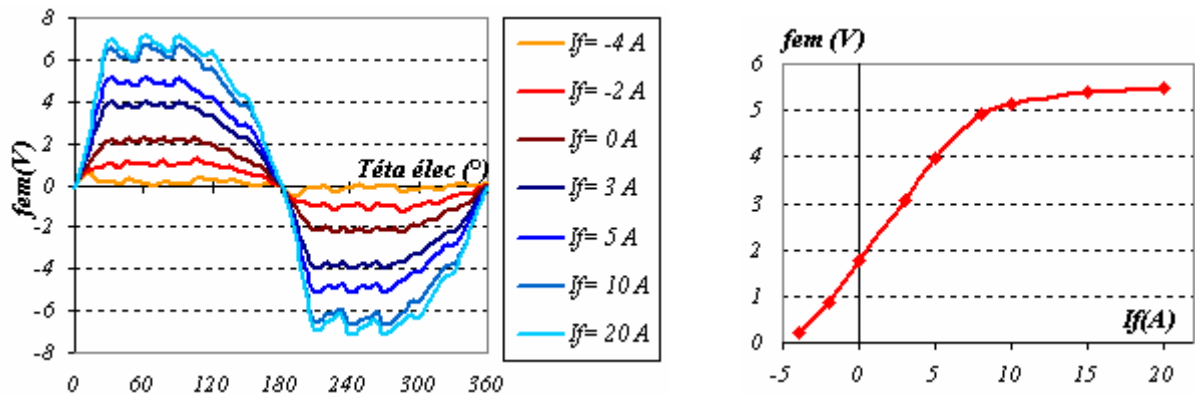 8
6
4
2
0
-2
-4
-6
-8
fem(V)
Téta élec (°)
0 60 120 180 240 300 360
If= -4 A
If= -2 A
If= 0 A
If= 3 A
If= 5 A
If= 10 A
If= 20 A
fem (V)
6
5
4
3
2
1
0
If(A)
-5 0 5 10 15 20